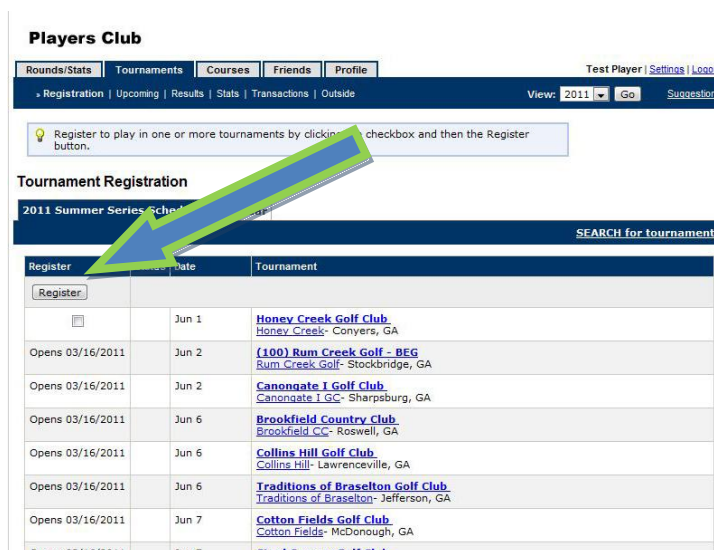 Players Club
Rounds/Stats Tournaments Courses Friends Profile Test Player | Settings | Logo
» Registration | Upcoming | Results | Stats | Transactions | Outside View: 2011 Go Suggestion
Register to play in one or more tournaments by clicking checkbox and then the Register
button.
Tournament Registration
2011 Summer Series
SEARCH for tournament
Register Date Tournament
Register
Jun 1 Honey Creek Golf Club
Honey Creek- Conyers, GA
Opens 03/16/2011 Jun 2 (100) Rum Creek Golf - BEG
Rum Creek Golf- Stockbridge, GA
Opens 03/16/2011 Jun 2 Canongate I Golf Club
Canongate I GC- Sharpsburg, GA
Opens 03/16/2011 Jun 6 Brookfield Country Club
Brookfield CC- Roswell, GA
Opens 03/16/2011 Jun 6 Collins Hill Golf Club
Collins Hill- Lawrenceville, GA
Opens 03/16/2011 Jun 6 Traditions of Braselton Golf Club
Traditions of Braselton- Jefferson, GA
Opens 03/16/2011 Jun 7 Cotton Fields Golf Club
Cotton Fields- McDonough, GA